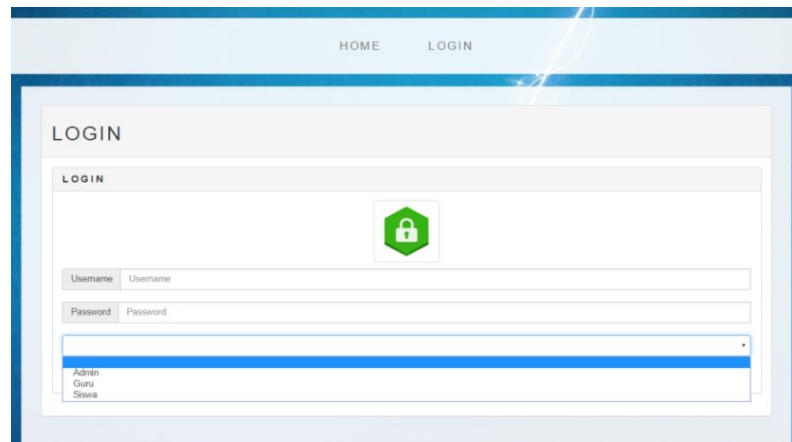 HOME LOGIN
LOGIN
LOGIN
Username Username
Password Password
Admin
Guru
Siswa